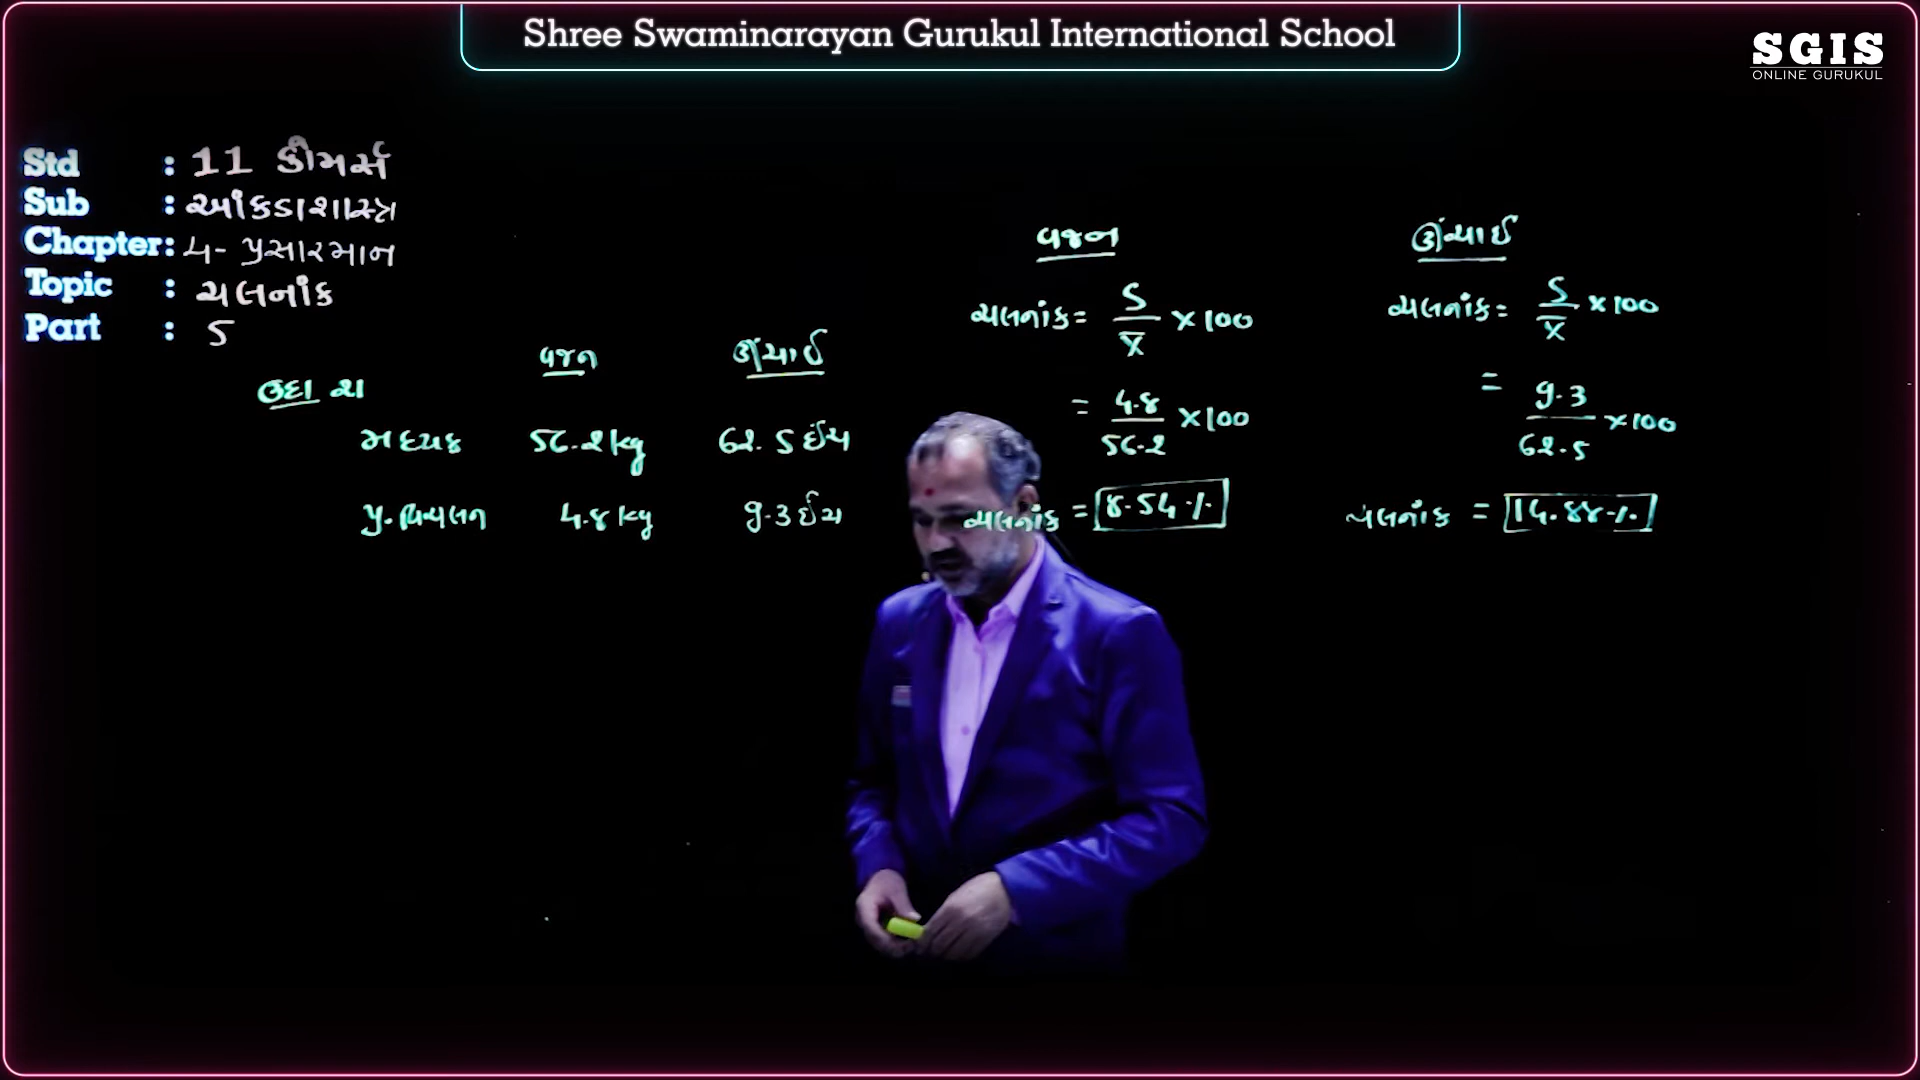 Shree Swaminarayan Gurukul International School
SGIS
ONLINE GURUKUL
Std : 11 કોમર્સ
Sub : આંકડાશાસ્ત્ર
Chapter: 4 - પ્રસારમાન
Topic : ચલનાંક
Part : 5
ઉદા ૨૧
વજન ઊંચાઈ
મધ્યક 56.2 kg 62.5 ઈંચ
પ્ર. વિચલન 4.8 kg 9.3 ઈંચ
વજન
ચલનાંક = S / x̄ × 100
= 4.8 / 56.2 × 100
ચલનાંક = 8.54 %
ઊંચાઈ
ચલનાંક = S / x̄ × 100
= 9.3 / 62.5 × 100
ચલનાંક = 14.88 %